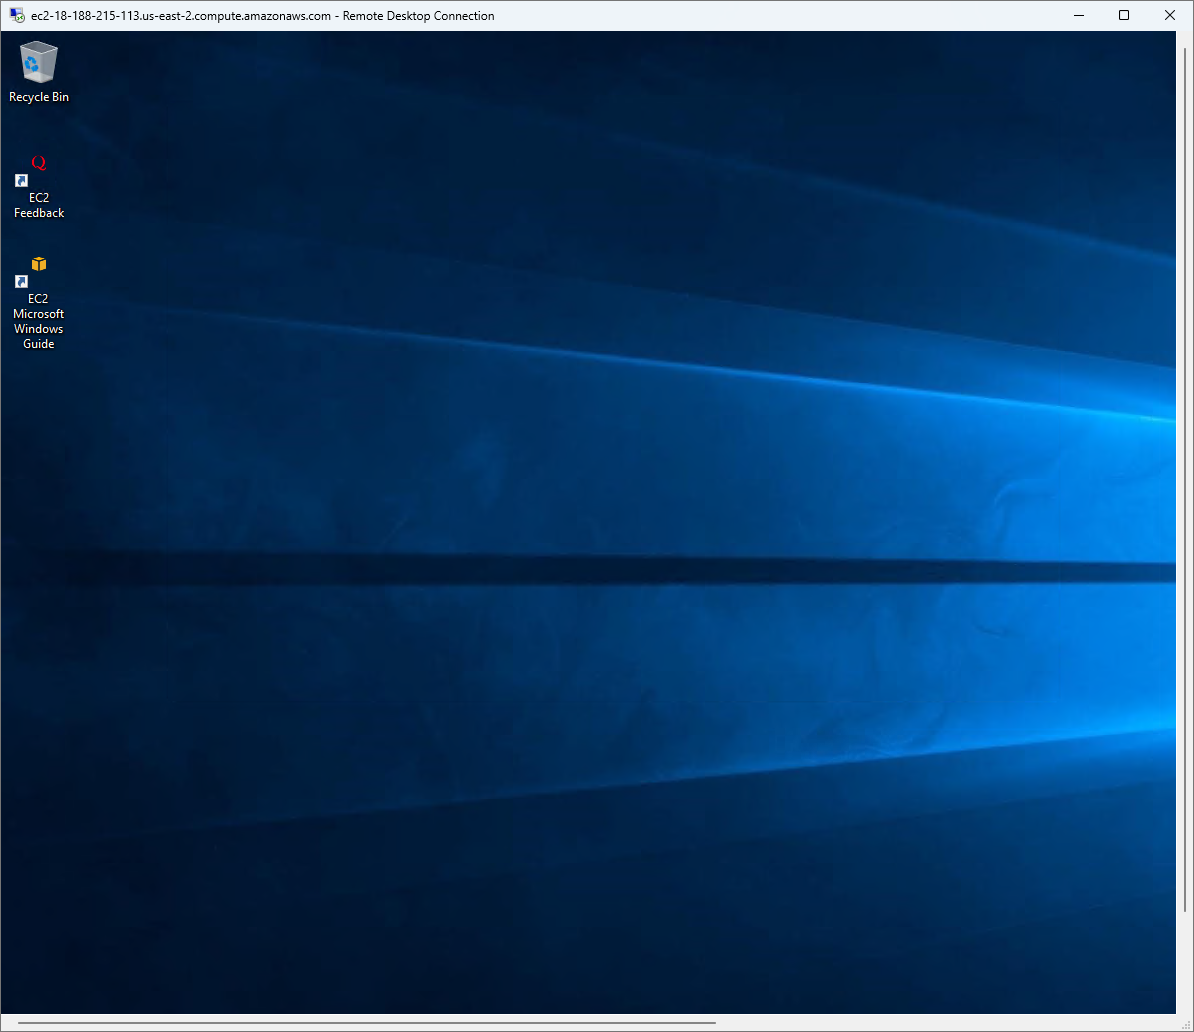 ec2-18-188-215-113.us-east-2.compute.amazonaws.com - Remote Desktop Connection
Recycle Bin
EC2
Feedback
EC2
Microsoft
Windows
Guide